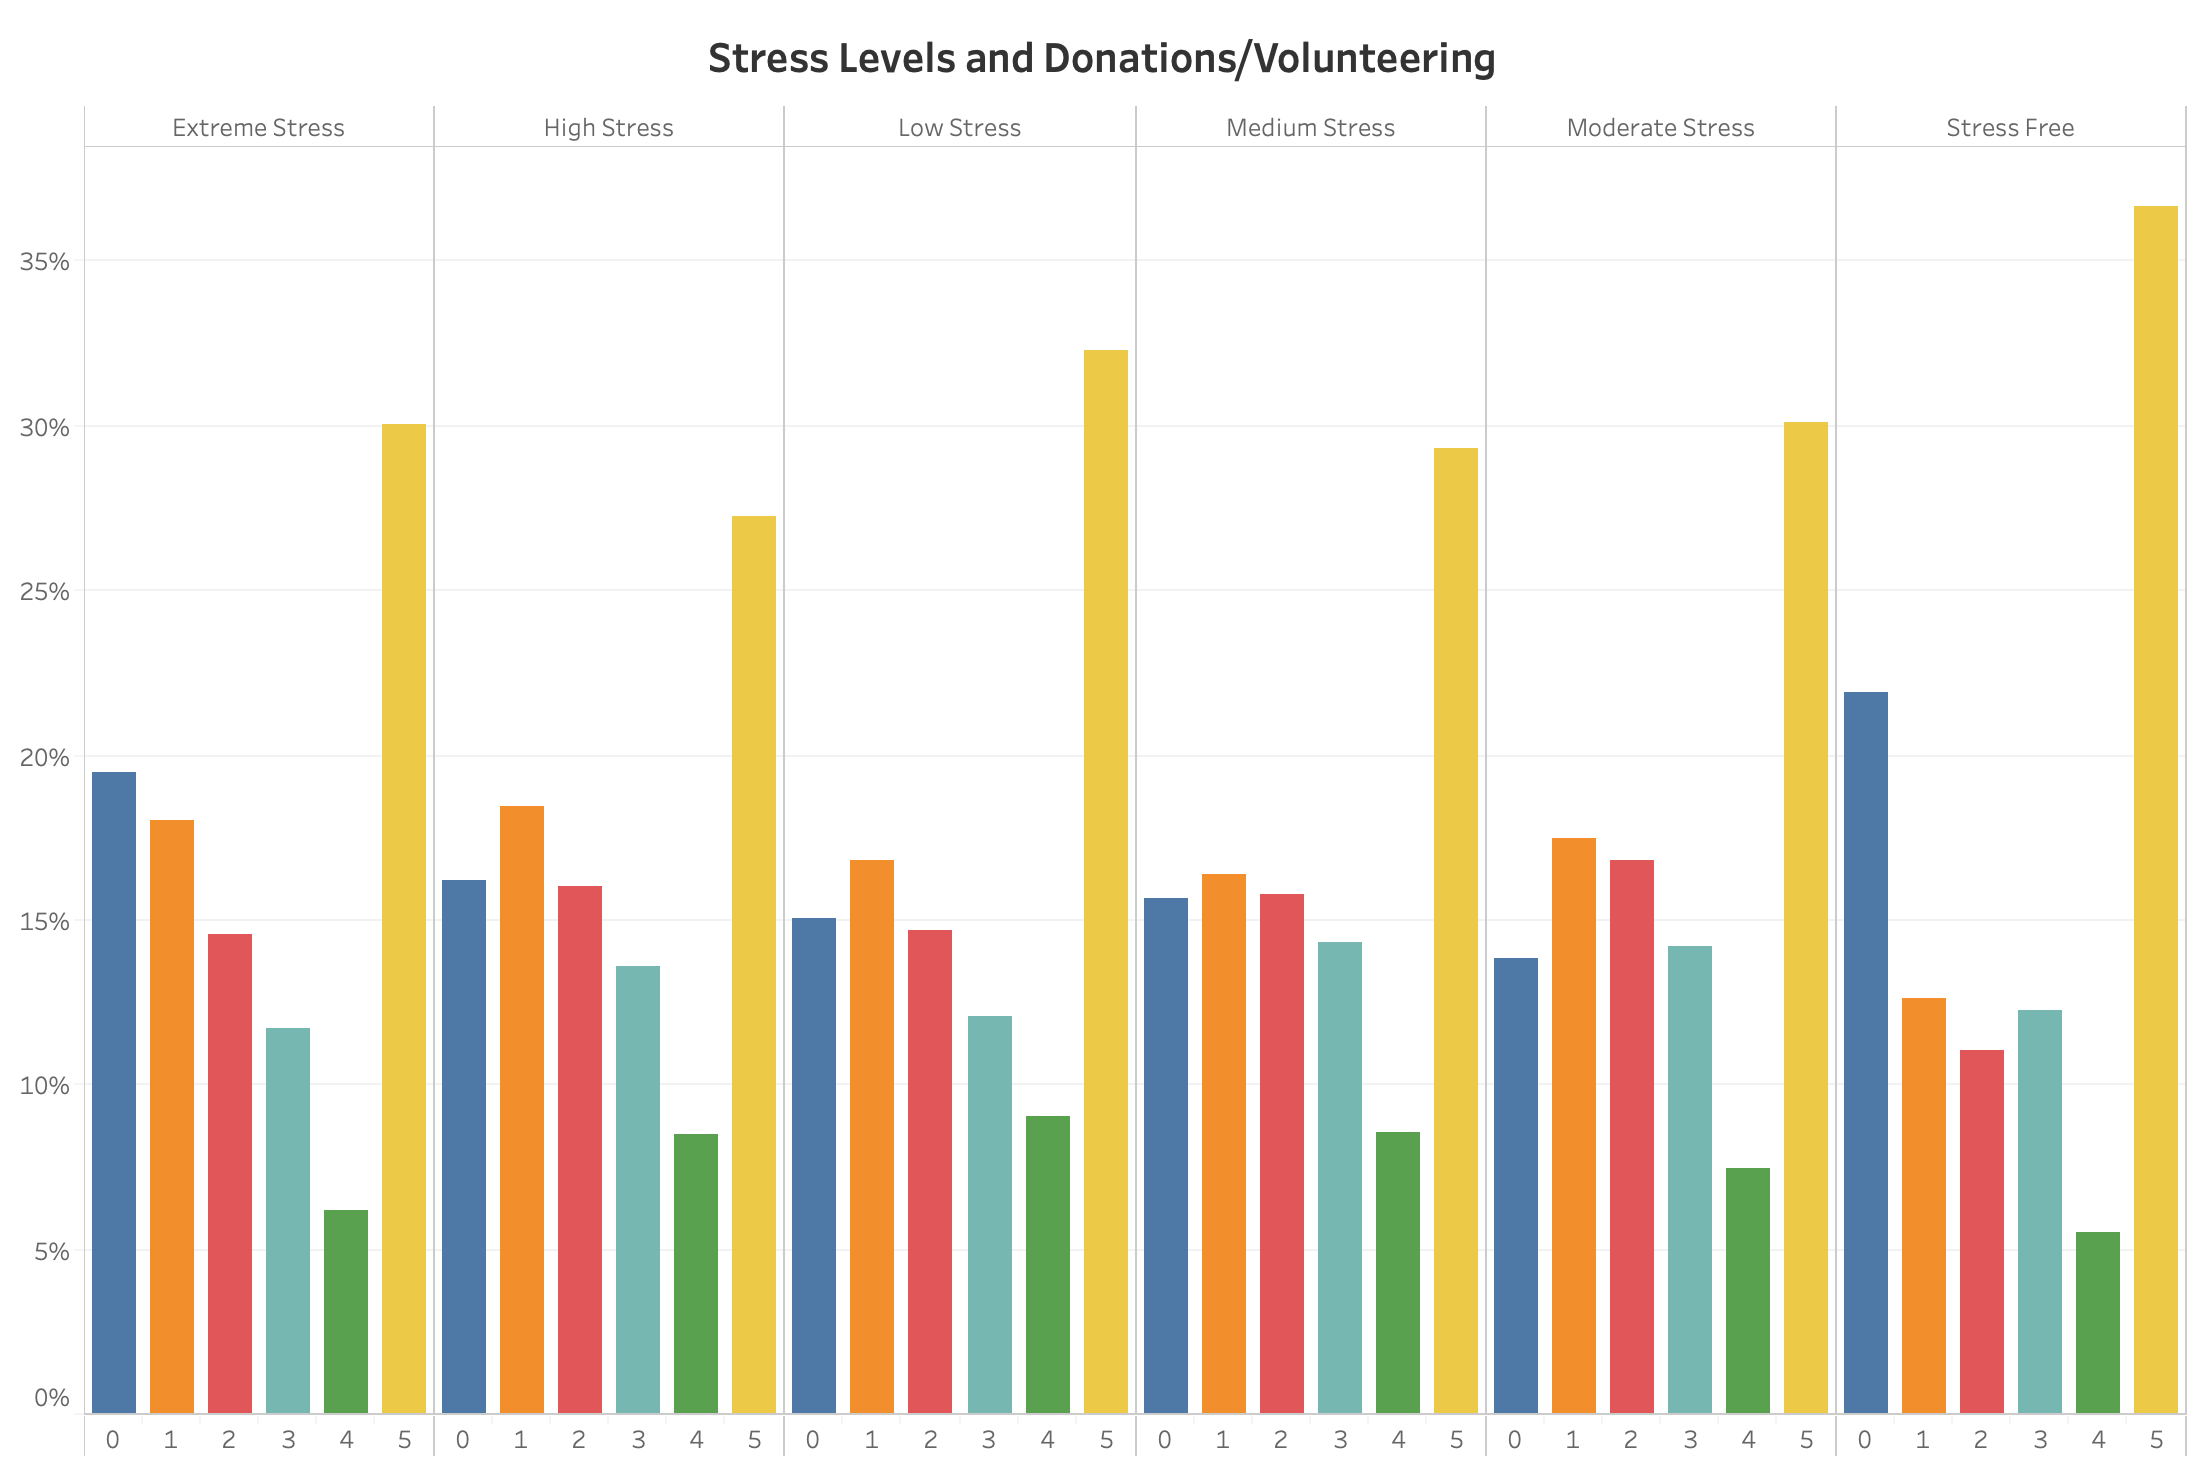 Stress Levels and Donations/Volunteering
Extreme Stress High Stress Low Stress Medium Stress Moderate Stress Stress Free
35%
30%
25%
20%
15%
10%
5%
0%
0 1 2 3 4 5 0 1 2 3 4 5 0 1 2 3 4 5 0 1 2 3 4 5 0 1 2 3 4 5 0 1 2 3 4 5